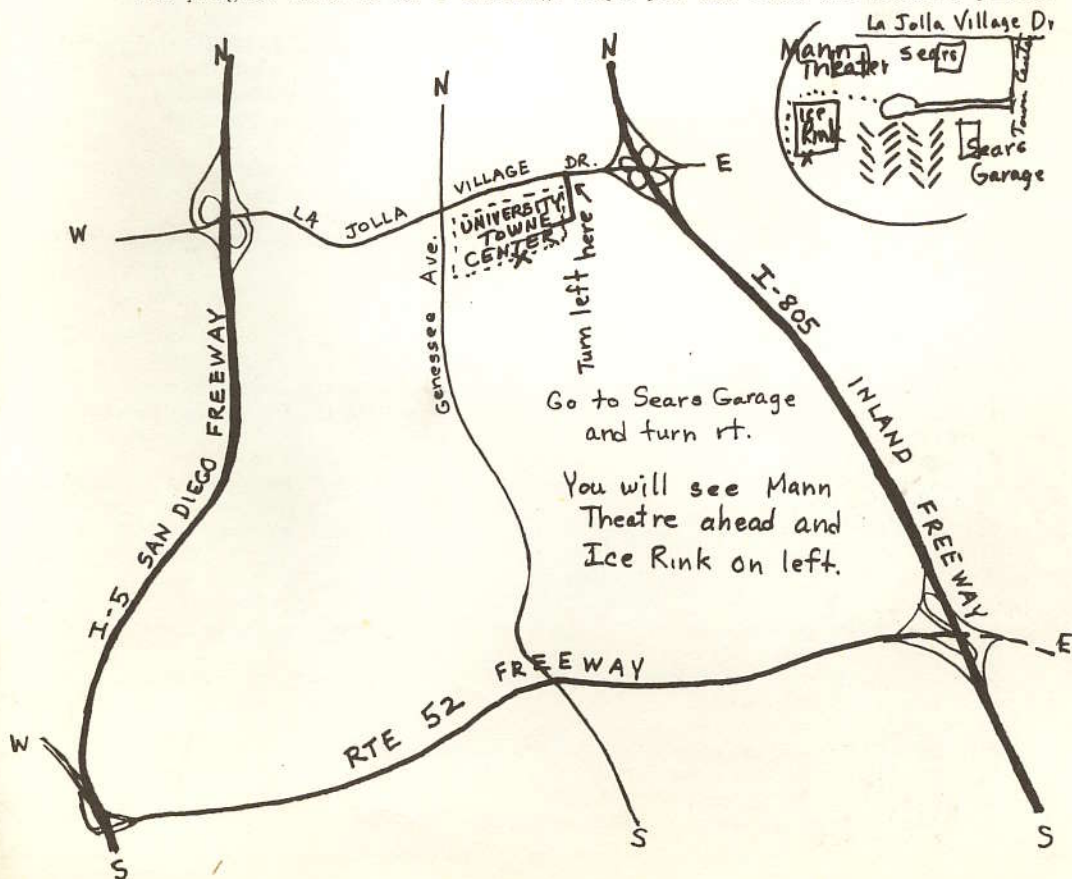 La Jolla Village Dr
Mann
Theater
Sears
Town Center
Ice
Rink
X
Sears
Garage
N
N
N
W
LA JOLLA VILLAGE DR.
E
UNIVERSITY
TOWNE
CENTER
X
Turn left here
Genessee Ave.
I-5 SAN DIEGO FREEWAY
I-805 INLAND FREEWAY
Go to Sears Garage
and turn rt.
You will see Mann
Theatre ahead and
Ice Rink on left.
W
RTE 52 FREEWAY
E
S
S
S